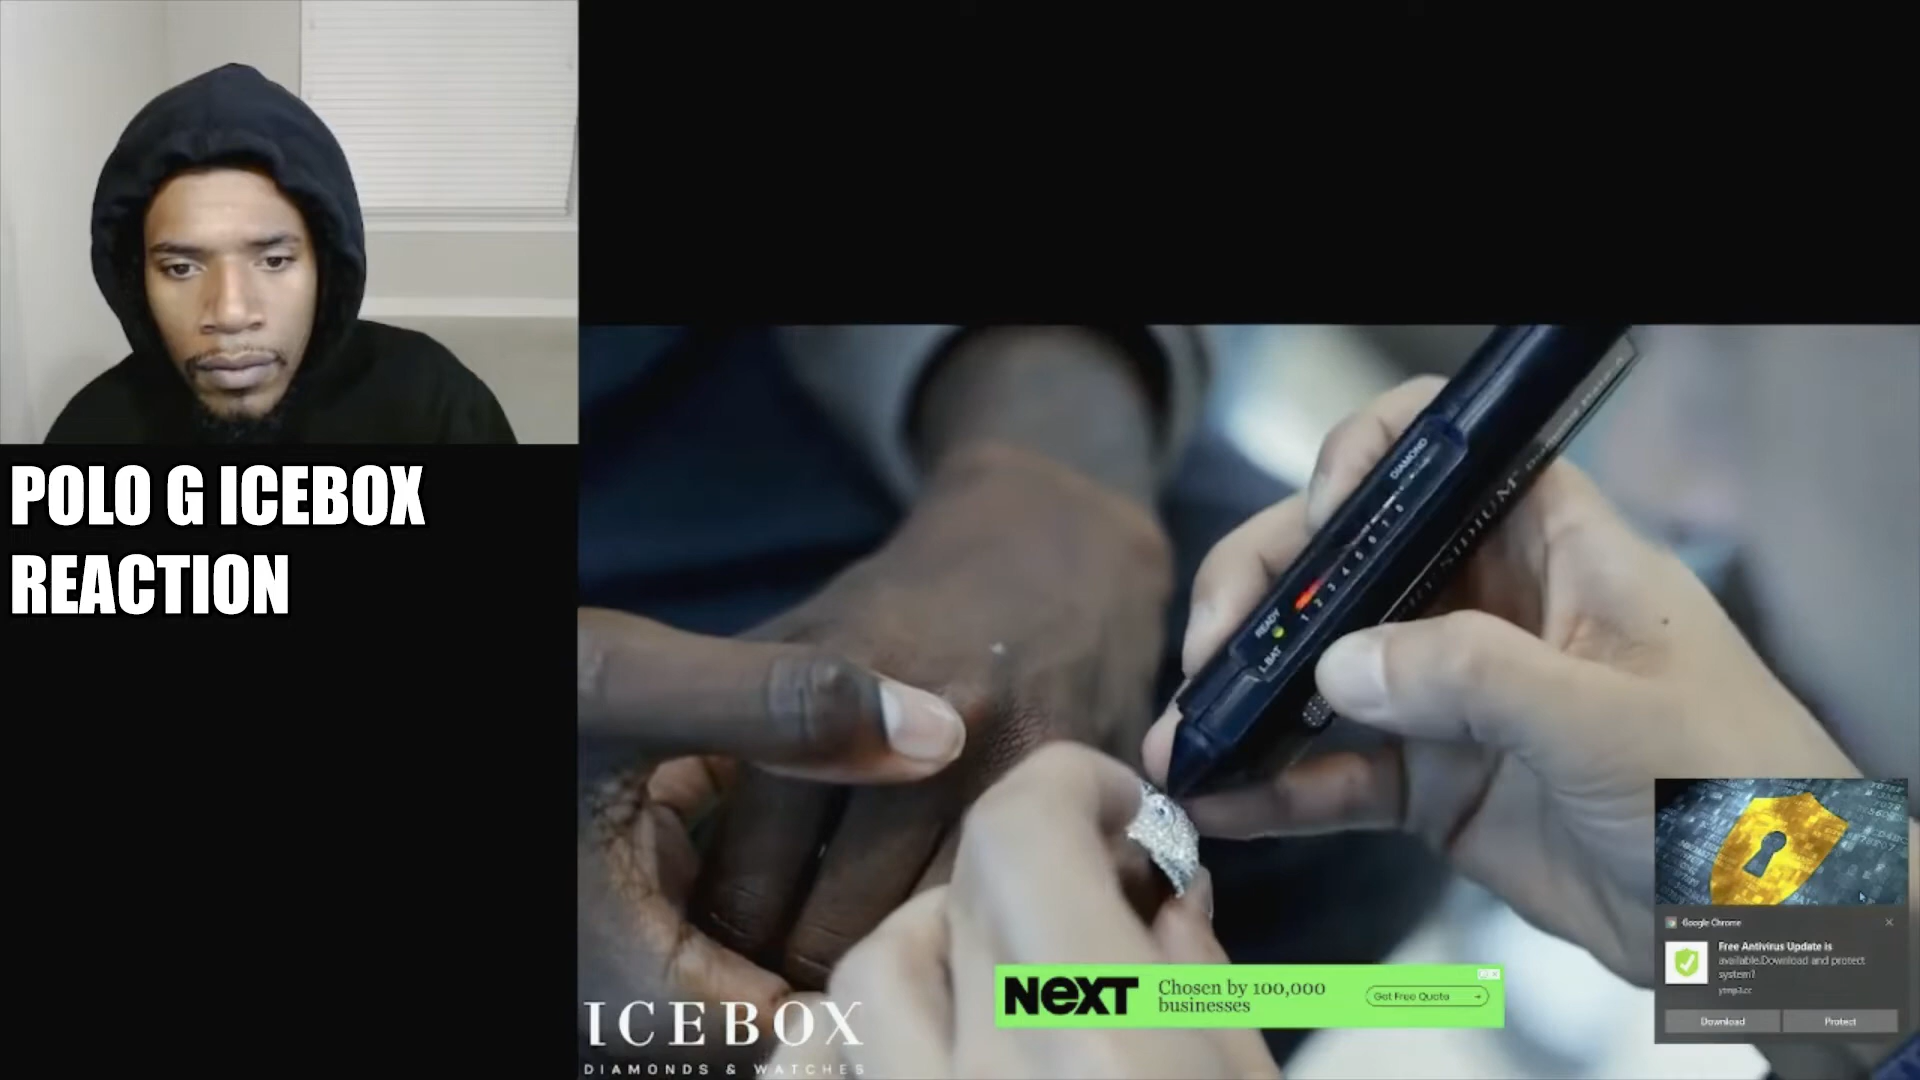 POLO G ICEBOX
REACTION
DIAMOND
1 2 3 4 5 6 7 8
READY
L.BAT
ICEBOX
DIAMONDS & WATCHES
NEXT
Chosen by 100,000
businesses
Get Free Quote →
Google Chrome
Free Antivirus Update is
available.Download and protect
system?
ytmp3.cc
Download
Protect